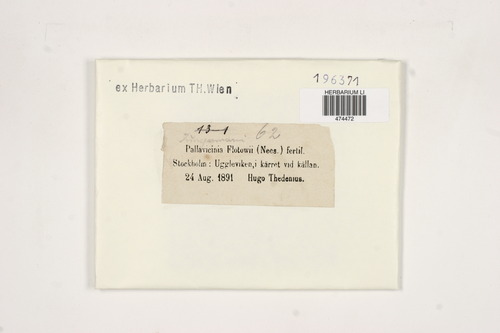 196371
ex Herbarium TH.Wien
HERBARIUM LI
474472
13-1 62
Pallavicinia Flotowii (Nees.) fertil.
Stockholm: Uggleviken, i kärret vid källan.
24 Aug. 1891 Hugo Thedenius.